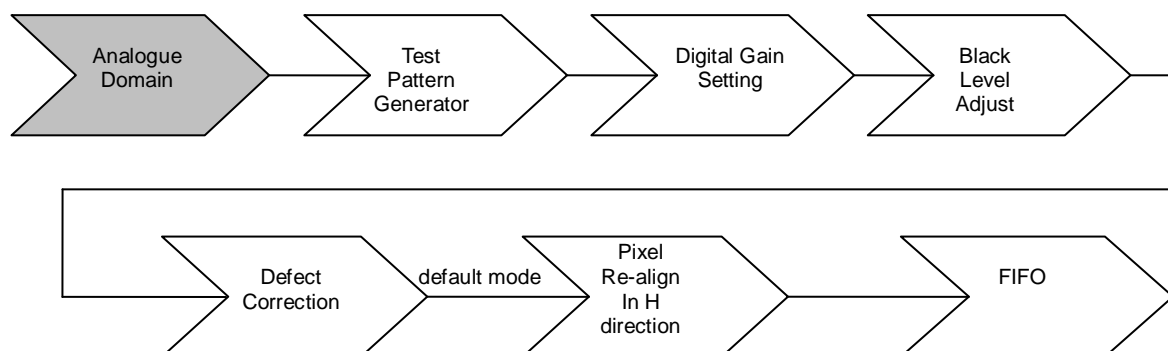 Analogue
Domain
Test
Pattern
Generator
Digital Gain
Setting
Black
Level
Adjust
Defect
Correction
default mode
Pixel
Re-align
In H
direction
FIFO